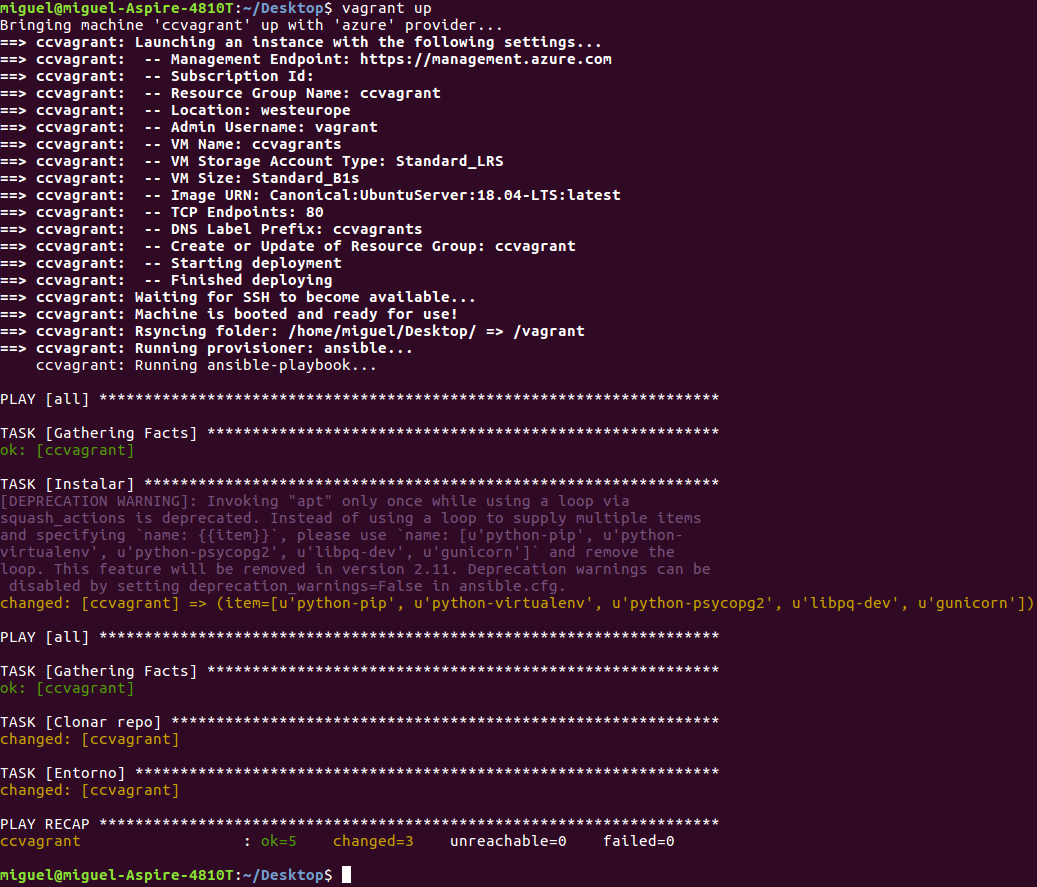 miguel@miguel-Aspire-4810T:~/Desktop$ vagrant up
Bringing machine 'ccvagrant' up with 'azure' provider...
==> ccvagrant: Launching an instance with the following settings...
==> ccvagrant:  -- Management Endpoint: https://management.azure.com
==> ccvagrant:  -- Subscription Id:
==> ccvagrant:  -- Resource Group Name: ccvagrant
==> ccvagrant:  -- Location: westeurope
==> ccvagrant:  -- Admin Username: vagrant
==> ccvagrant:  -- VM Name: ccvagrants
==> ccvagrant:  -- VM Storage Account Type: Standard_LRS
==> ccvagrant:  -- VM Size: Standard_B1s
==> ccvagrant:  -- Image URN: Canonical:UbuntuServer:18.04-LTS:latest
==> ccvagrant:  -- TCP Endpoints: 80
==> ccvagrant:  -- DNS Label Prefix: ccvagrants
==> ccvagrant:  -- Create or Update of Resource Group: ccvagrant
==> ccvagrant:  -- Starting deployment
==> ccvagrant:  -- Finished deploying
==> ccvagrant: Waiting for SSH to become available...
==> ccvagrant: Machine is booted and ready for use!
==> ccvagrant: Rsyncing folder: /home/miguel/Desktop/ => /vagrant
==> ccvagrant: Running provisioner: ansible...
    ccvagrant: Running ansible-playbook...
PLAY [all] *********************************************************************
TASK [Gathering Facts] *********************************************************
ok: [ccvagrant]
TASK [Instalar] ****************************************************************
[DEPRECATION WARNING]: Invoking "apt" only once while using a loop via
squash_actions is deprecated. Instead of using a loop to supply multiple items
and specifying `name: {{item}}`, please use `name: [u'python-pip', u'python-
virtualenv', u'python-psycopg2', u'libpq-dev', u'gunicorn']` and remove the
loop. This feature will be removed in version 2.11. Deprecation warnings can be
 disabled by setting deprecation_warnings=False in ansible.cfg.
changed: [ccvagrant] => (item=[u'python-pip', u'python-virtualenv', u'python-psycopg2', u'libpq-dev', u'gunicorn'])
PLAY [all] *********************************************************************
TASK [Gathering Facts] *********************************************************
ok: [ccvagrant]
TASK [Clonar repo] *************************************************************
changed: [ccvagrant]
TASK [Entorno] *****************************************************************
changed: [ccvagrant]
PLAY RECAP *********************************************************************
ccvagrant                  : ok=5    changed=3    unreachable=0    failed=0
miguel@miguel-Aspire-4810T:~/Desktop$